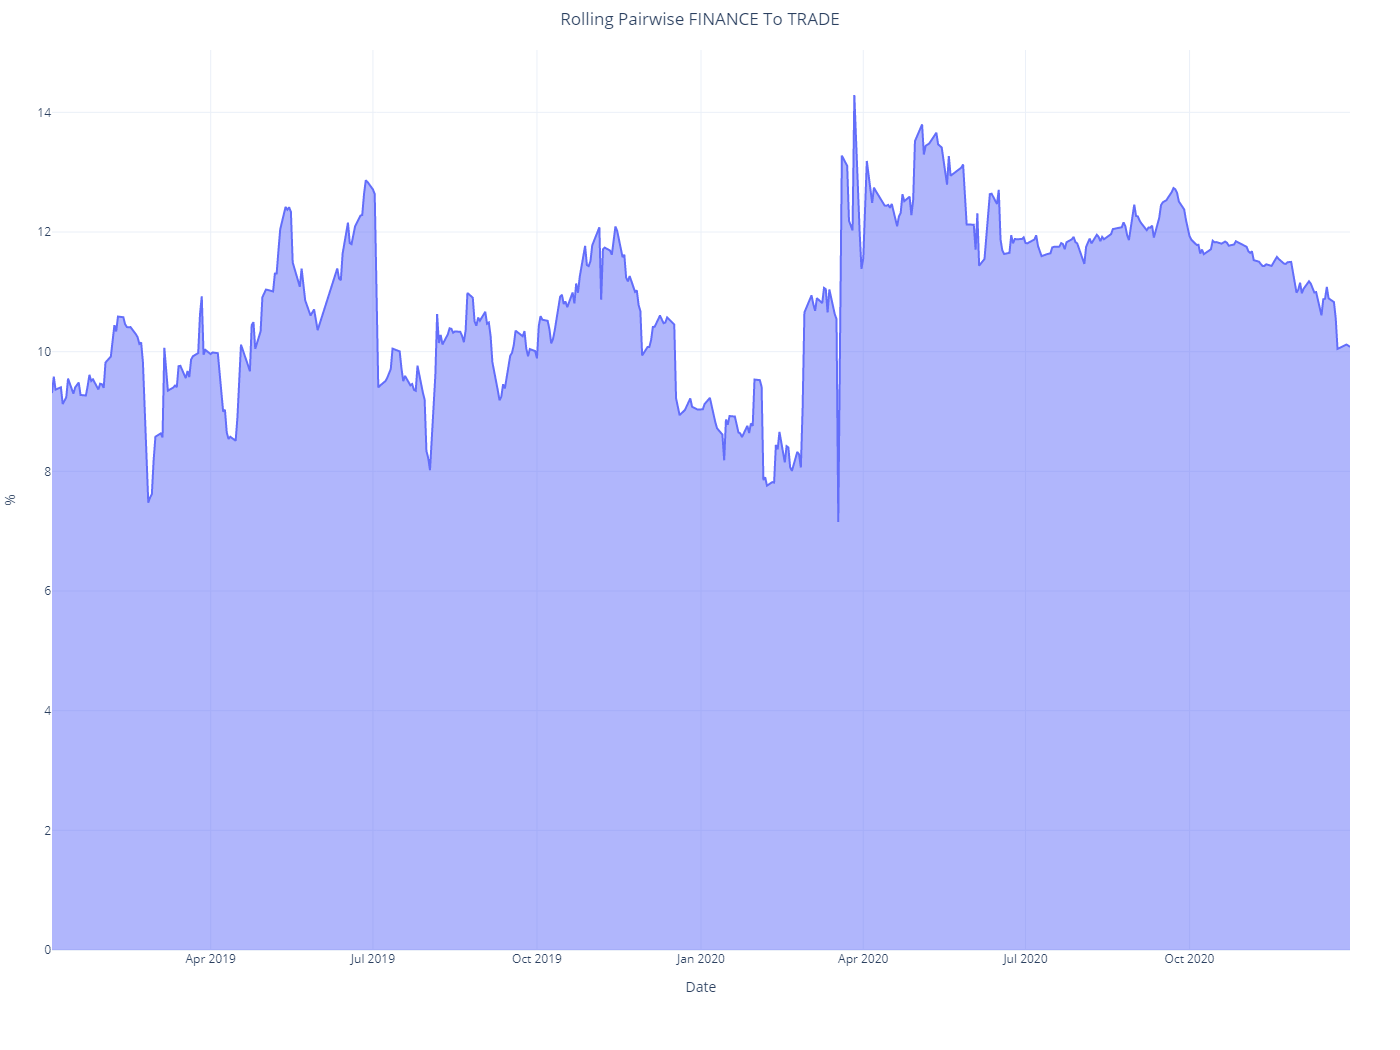 Rolling Pairwise FINANCE To TRADE
14
12
10
8
6
4
2
0
%
Apr 2019
Jul 2019
Oct 2019
Jan 2020
Apr 2020
Jul 2020
Oct 2020
Date